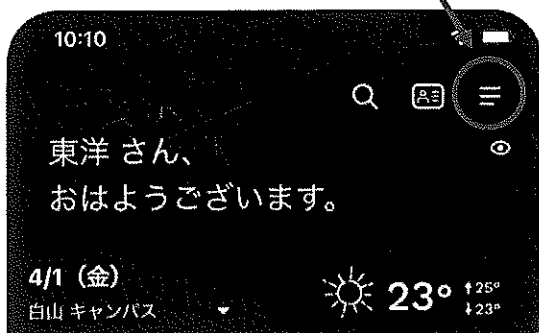 10:10
東洋 さん、
おはようございます。
4/1（金）
白山 キャンパス
23° ↑25°
↓23°